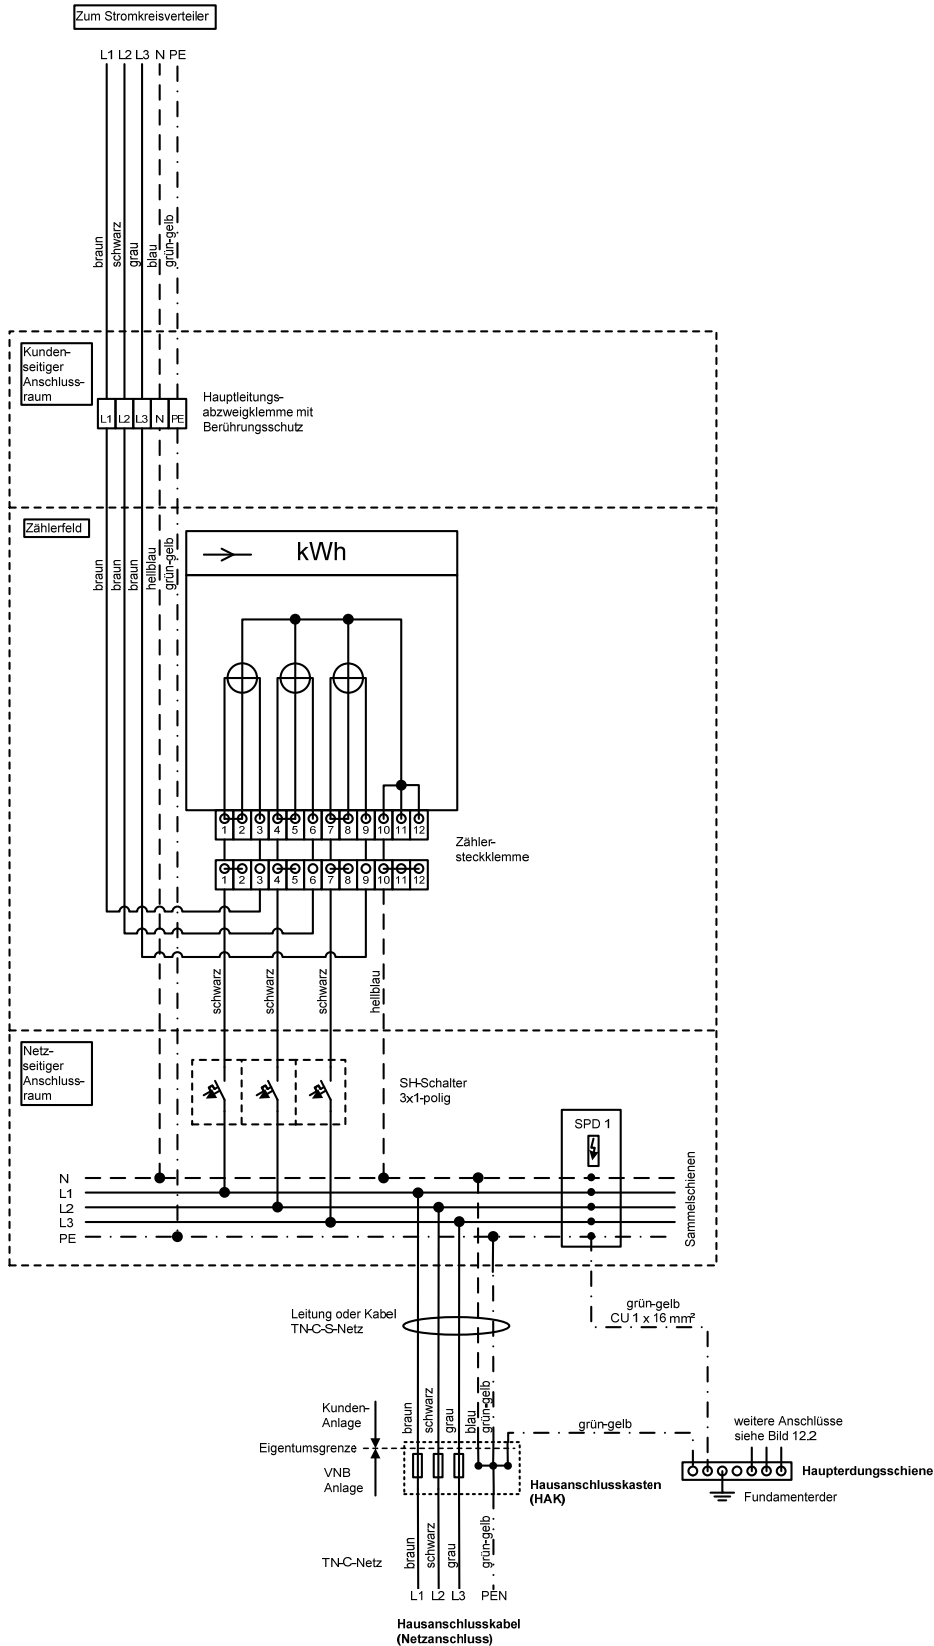 Zum Stromkreisverteiler
L1 L2 L3 N PE
braun
schwarz
grau
blau
grün-gelb
Kunden-
seitiger
Anschluss-
raum
Hauptleitungs-
abzweigklemme mit
Berührungsschutz
L1 L2 L3 N PE
Zählerfeld
kWh
braun
braun
braun
hellblau
grün-gelb
1 2 3 4 5 6 7 8 9 10 11 12
Zähler-
steckklemme
1 2 3 4 5 6 7 8 9 10 11 12
schwarz
schwarz
schwarz
hellblau
Netz-
seitiger
Anschluss-
raum
SH-Schalter
3x1-polig
SPD 1
N
L1
L2
L3
PE
Sammelschienen
Leitung oder Kabel
TN-C-S-Netz
grün-gelb
CU 1 x 16 mm²
braun
schwarz
grau
blau
grün-gelb
Kunden-
Anlage
Eigentumsgrenze
VNB
Anlage
grün-gelb
weitere Anschlüsse
siehe Bild 12.2
Haupterdungsschiene
Fundamenterder
Hausanschlusskasten
(HAK)
TN-C-Netz
braun
schwarz
grau
grün-gelb
L1 L2 L3 PEN
Hausanschlusskabel
(Netzanschluss)